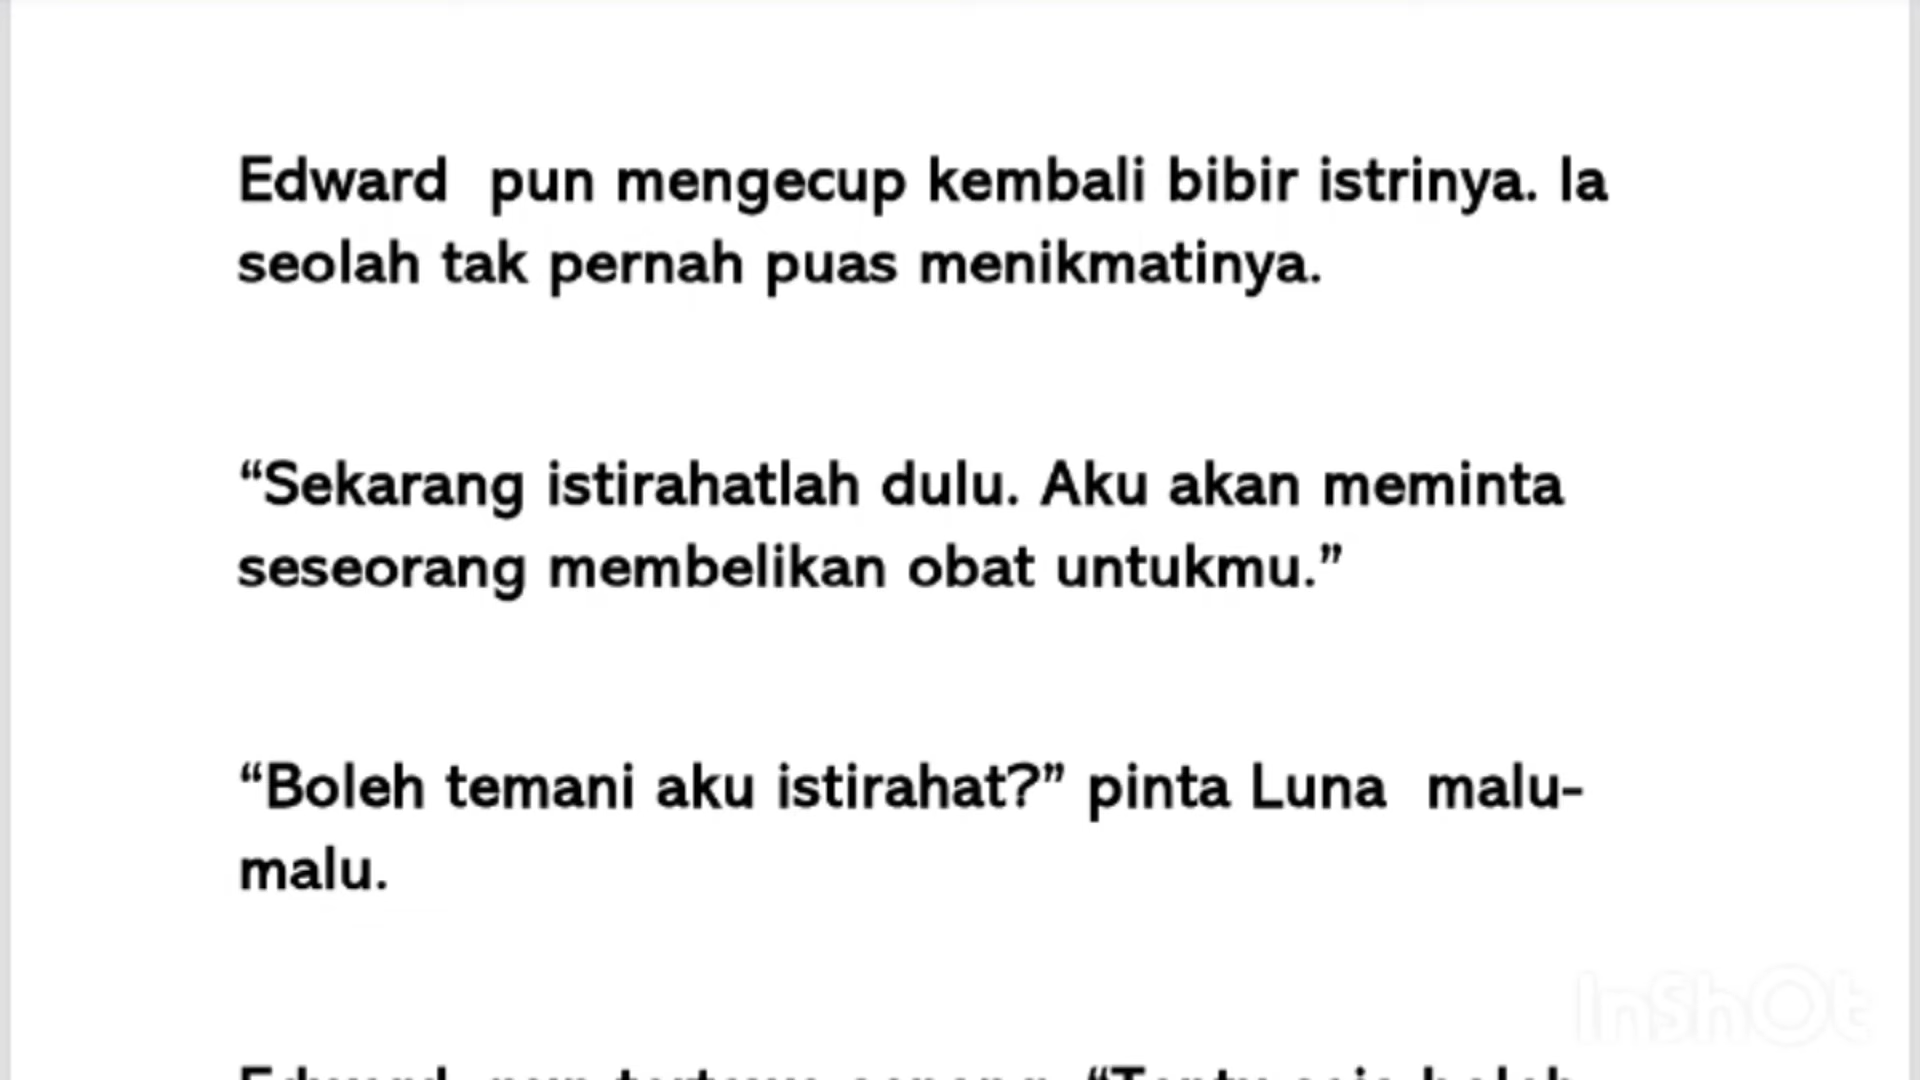 Edward  pun mengecup kembali bibir istrinya. Ia
seolah tak pernah puas menikmatinya.
“Sekarang istirahatlah dulu. Aku akan meminta
seseorang membelikan obat untukmu.”
“Boleh temani aku istirahat?” pinta Luna  malu-
malu.
InShOt